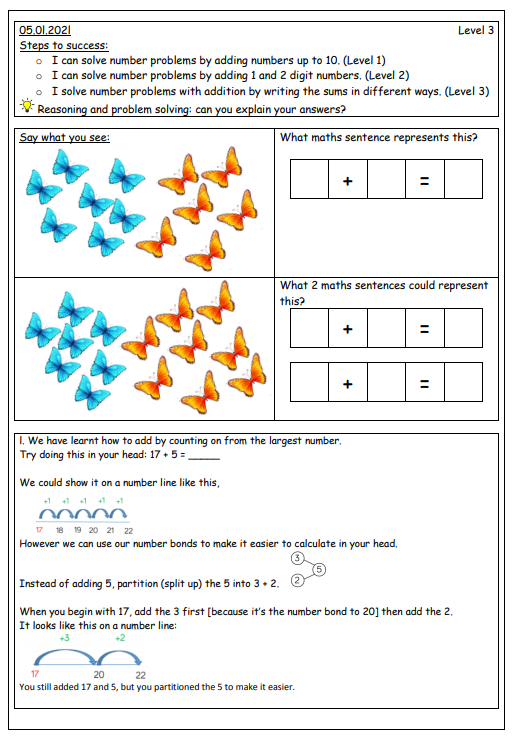 05.01.2021 Level 3
Steps to success:
o I can solve number problems by adding numbers up to 10. (Level 1)
o I can solve number problems by adding 1 and 2 digit numbers. (Level 2)
o I solve number problems with addition by writing the sums in different ways. (Level 3)
Reasoning and problem solving: can you explain your answers?
Say what you see:
What maths sentence represents this?
+ =
What 2 maths sentences could represent
this?
+ =
+ =
1. We have learnt how to add by counting on from the largest number.
Try doing this in your head: 17 + 5 = _____
We could show it on a number line like this,
+1 +1 +1 +1 +1
17 18 19 20 21 22
However we can use our number bonds to make it easier to calculate in your head.
3
5
2
Instead of adding 5, partition (split up) the 5 into 3 + 2.
When you begin with 17, add the 3 first [because it's the number bond to 20] then add the 2.
It looks like this on a number line:
+3 +2
17 20 22
You still added 17 and 5, but you partitioned the 5 to make it easier.